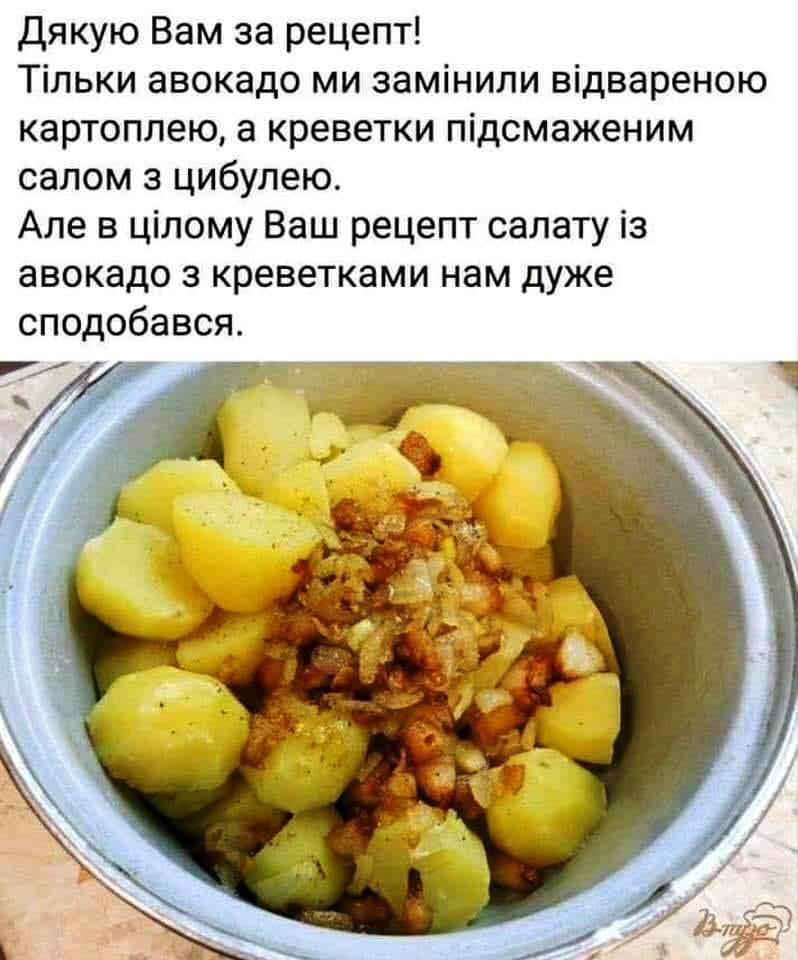 Дякую Вам за рецепт!
Тільки авокадо ми замінили відвареною
картоплею, а креветки підсмаженим
салом з цибулею.
Але в цілому Ваш рецепт салату із
авокадо з креветками нам дуже
сподобався.
В-пузо